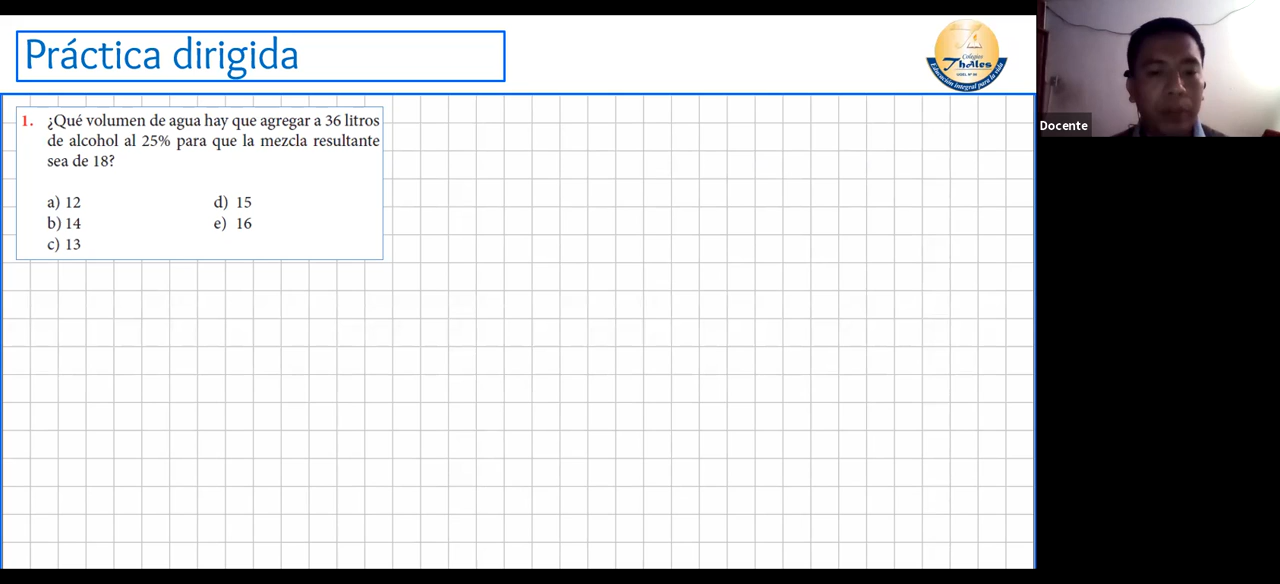 Práctica dirigida
Colegios
Thales
Educación integral para la vida
Docente
1. ¿Qué volumen de agua hay que agregar a 36 litros
de alcohol al 25% para que la mezcla resultante
sea de 18?
a) 12
b) 14
c) 13
d) 15
e) 16